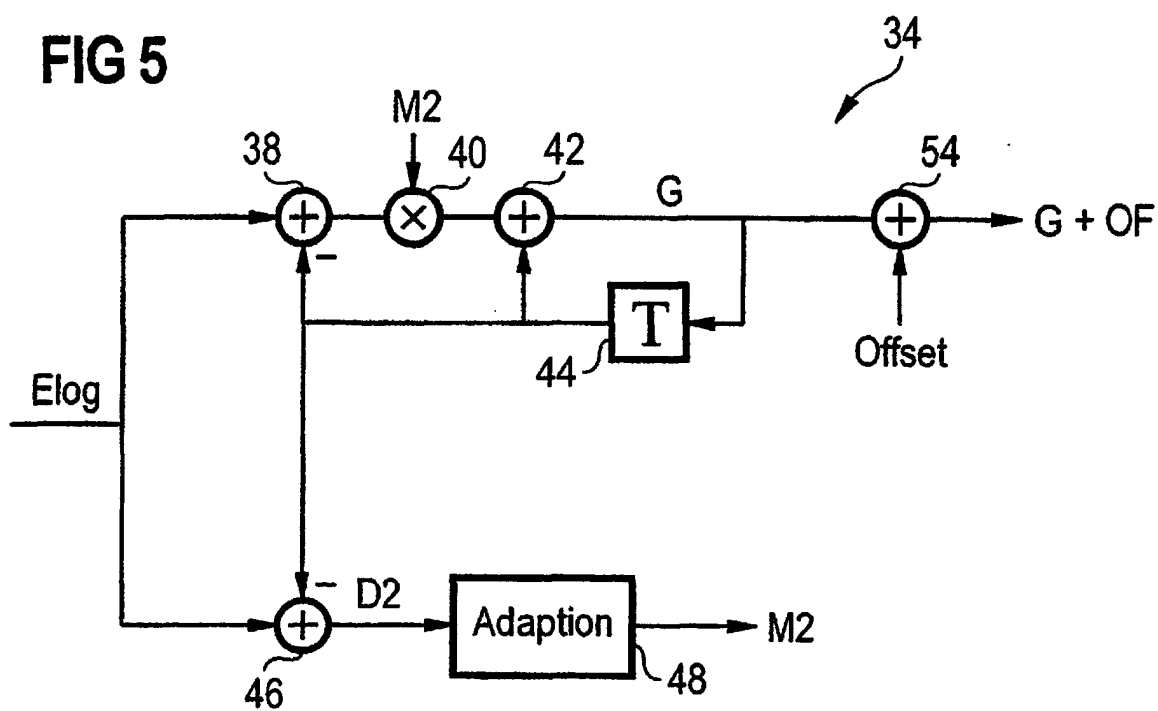 FIG 5
34
M2
38
40
42
54
G
G + OF
T
44
Offset
Elog
D2
Adaption
M2
46
48